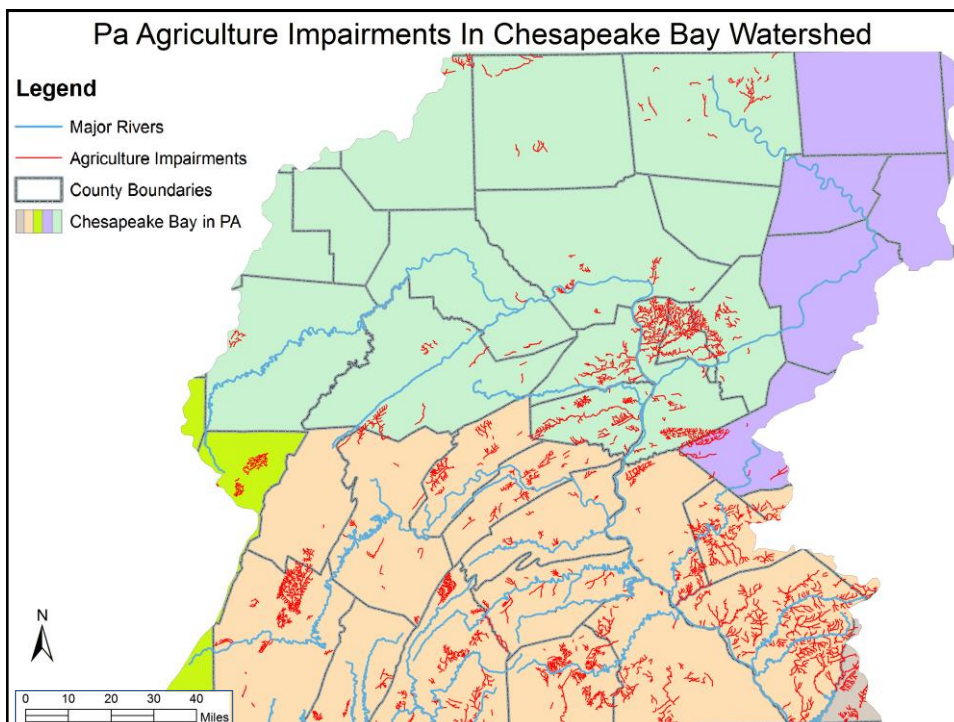 Pa Agriculture Impairments In Chesapeake Bay Watershed
Legend
Major Rivers
Agriculture Impairments
County Boundaries
Chesapeake Bay in PA
N
0 10 20 30 40
Miles